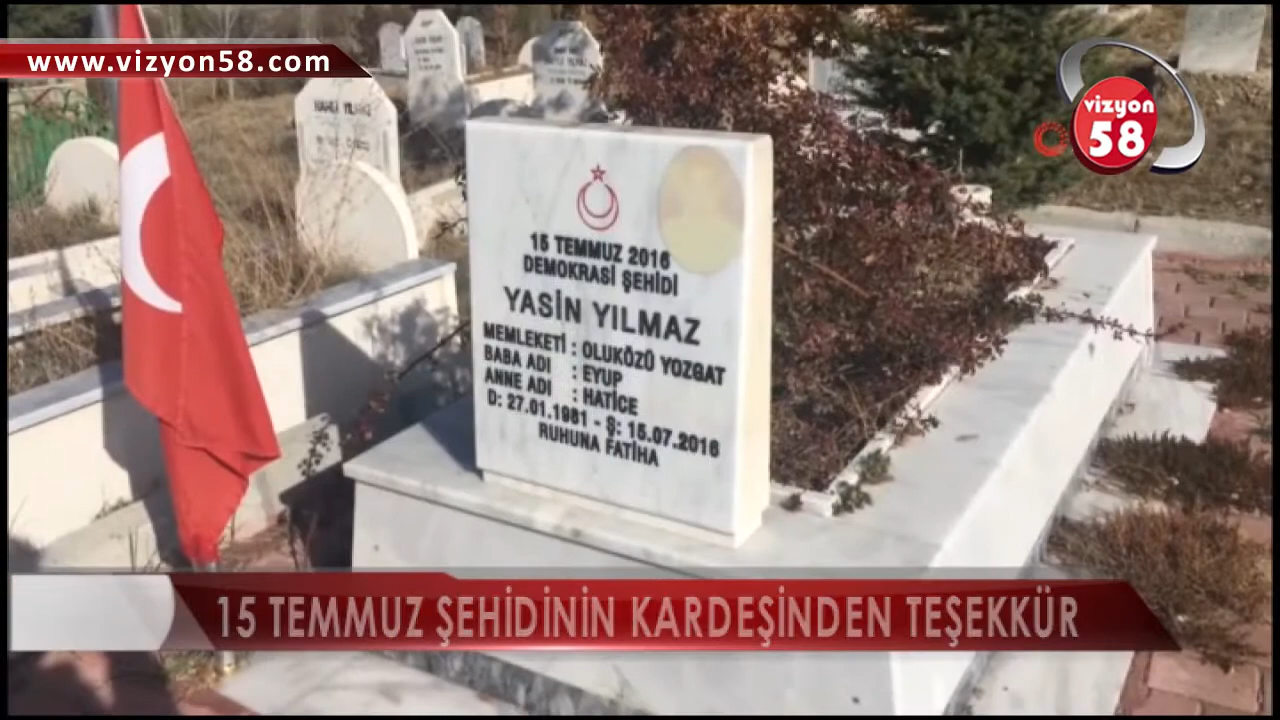 www.vizyon58.com
vizyon
58
15 TEMMUZ 2016
DEMOKRASİ ŞEHİDİ
YASİN YILMAZ
MEMLEKETİ : OLUKÖZÜ YOZGAT
BABA ADI : EYUP
ANNE ADI : HATİCE
D: 27.01.1981 - Ş: 15.07.2016
RUHUNA FATİHA
15 TEMMUZ ŞEHİDİNİN KARDEŞİNDEN TEŞEKKÜR